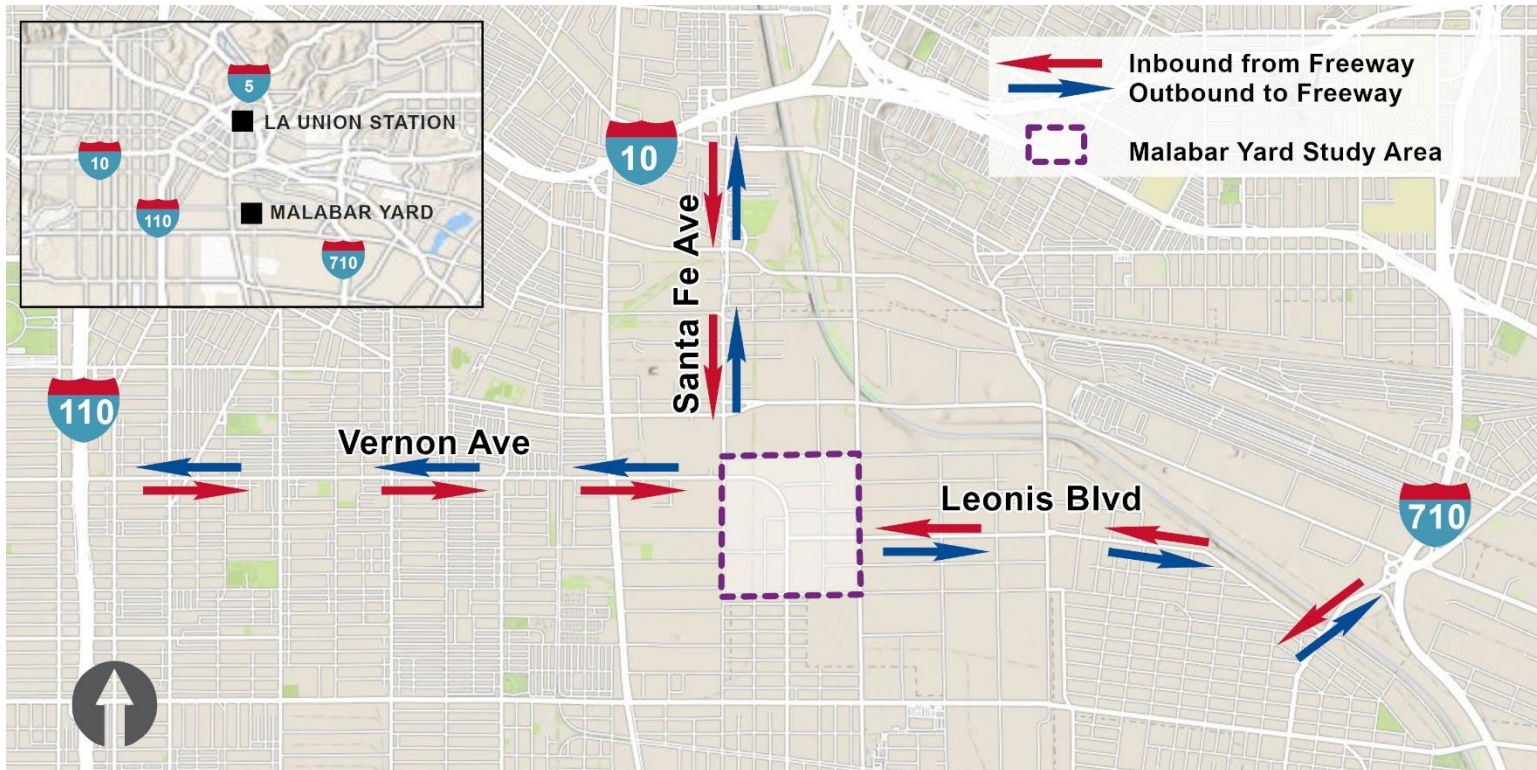 5
LA UNION STATION
10
110
MALABAR YARD
710
Inbound from Freeway
Outbound to Freeway
Malabar Yard Study Area
10
Santa Fe Ave
110
Vernon Ave
Leonis Blvd
710